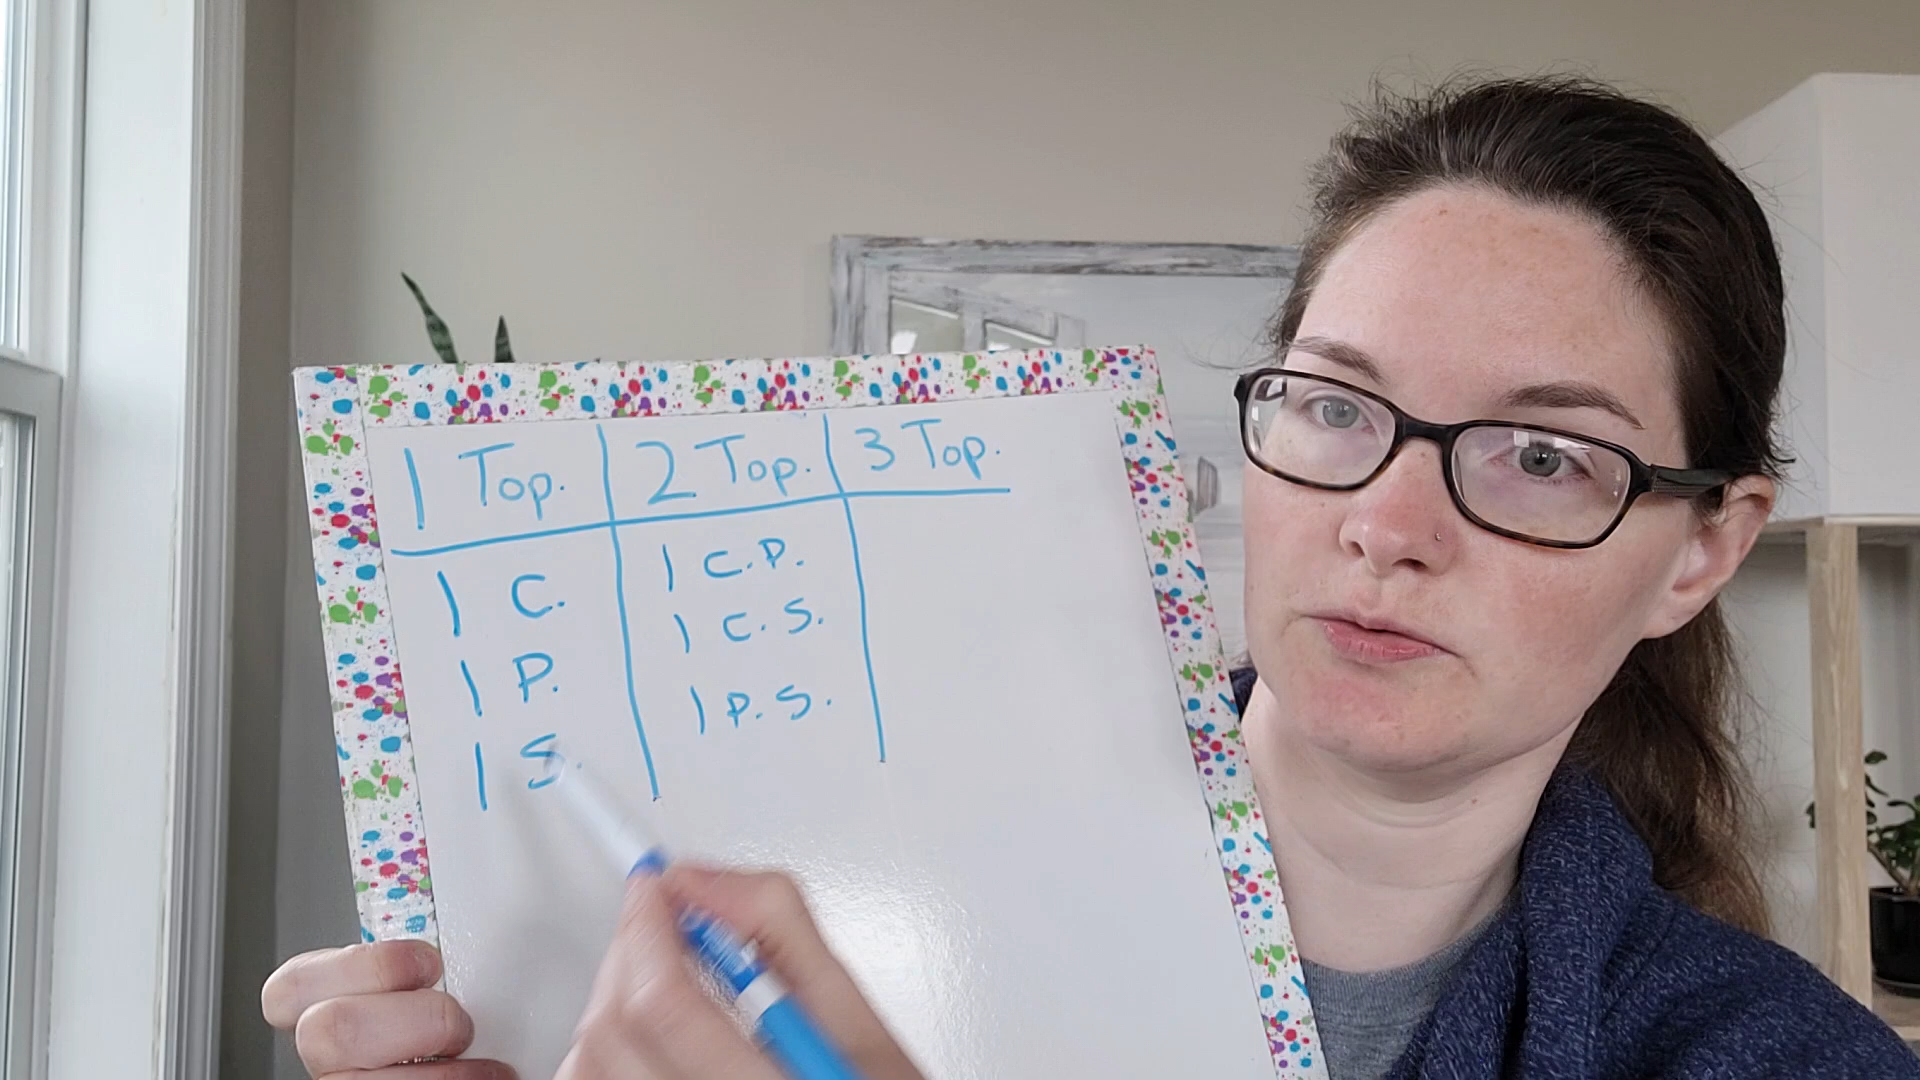 1 Top. 2 Top. 3 Top.
1 C. 1 C.P.
1 P. 1 C.S.
1 S. 1 P.S.